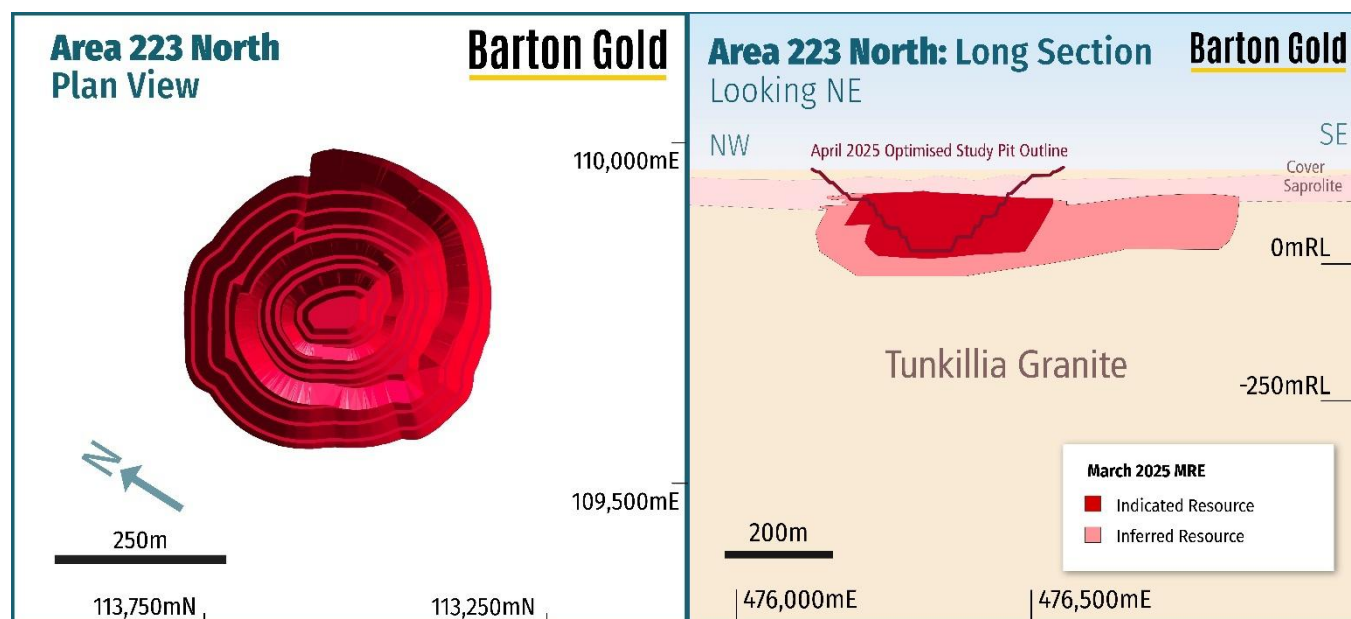 Area 223 North
Plan View
Barton Gold
110,000mE
109,500mE
N
250m
113,750mN
113,250mN
Area 223 North: Long Section
Looking NE
Barton Gold
NW
SE
April 2025 Optimised Study Pit Outline
Cover
Saprolite
0mRL
Tunkillia Granite
-250mRL
March 2025 MRE
Indicated Resource
Inferred Resource
200m
476,000mE
476,500mE